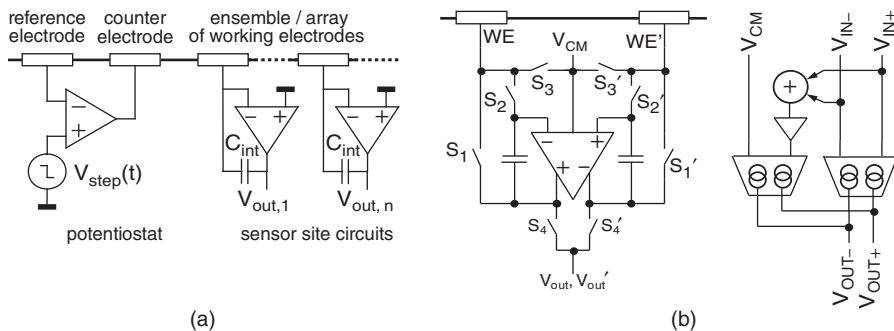 reference electrode
counter electrode
ensemble / array of working electrodes
− +
− +
− +
C_int
C_int
V_step(t)
V_out,1
V_out, n
potentiostat
sensor site circuits
(a)
WE
V_CM
WE'
S_3
S_3′
S_2
S_2′
S_1
S_1′
− −
+ +
S_4
S_4′
V_out, V_out′
V_CM
V_IN−
V_IN+
+
V_OUT−
V_OUT+
(b)